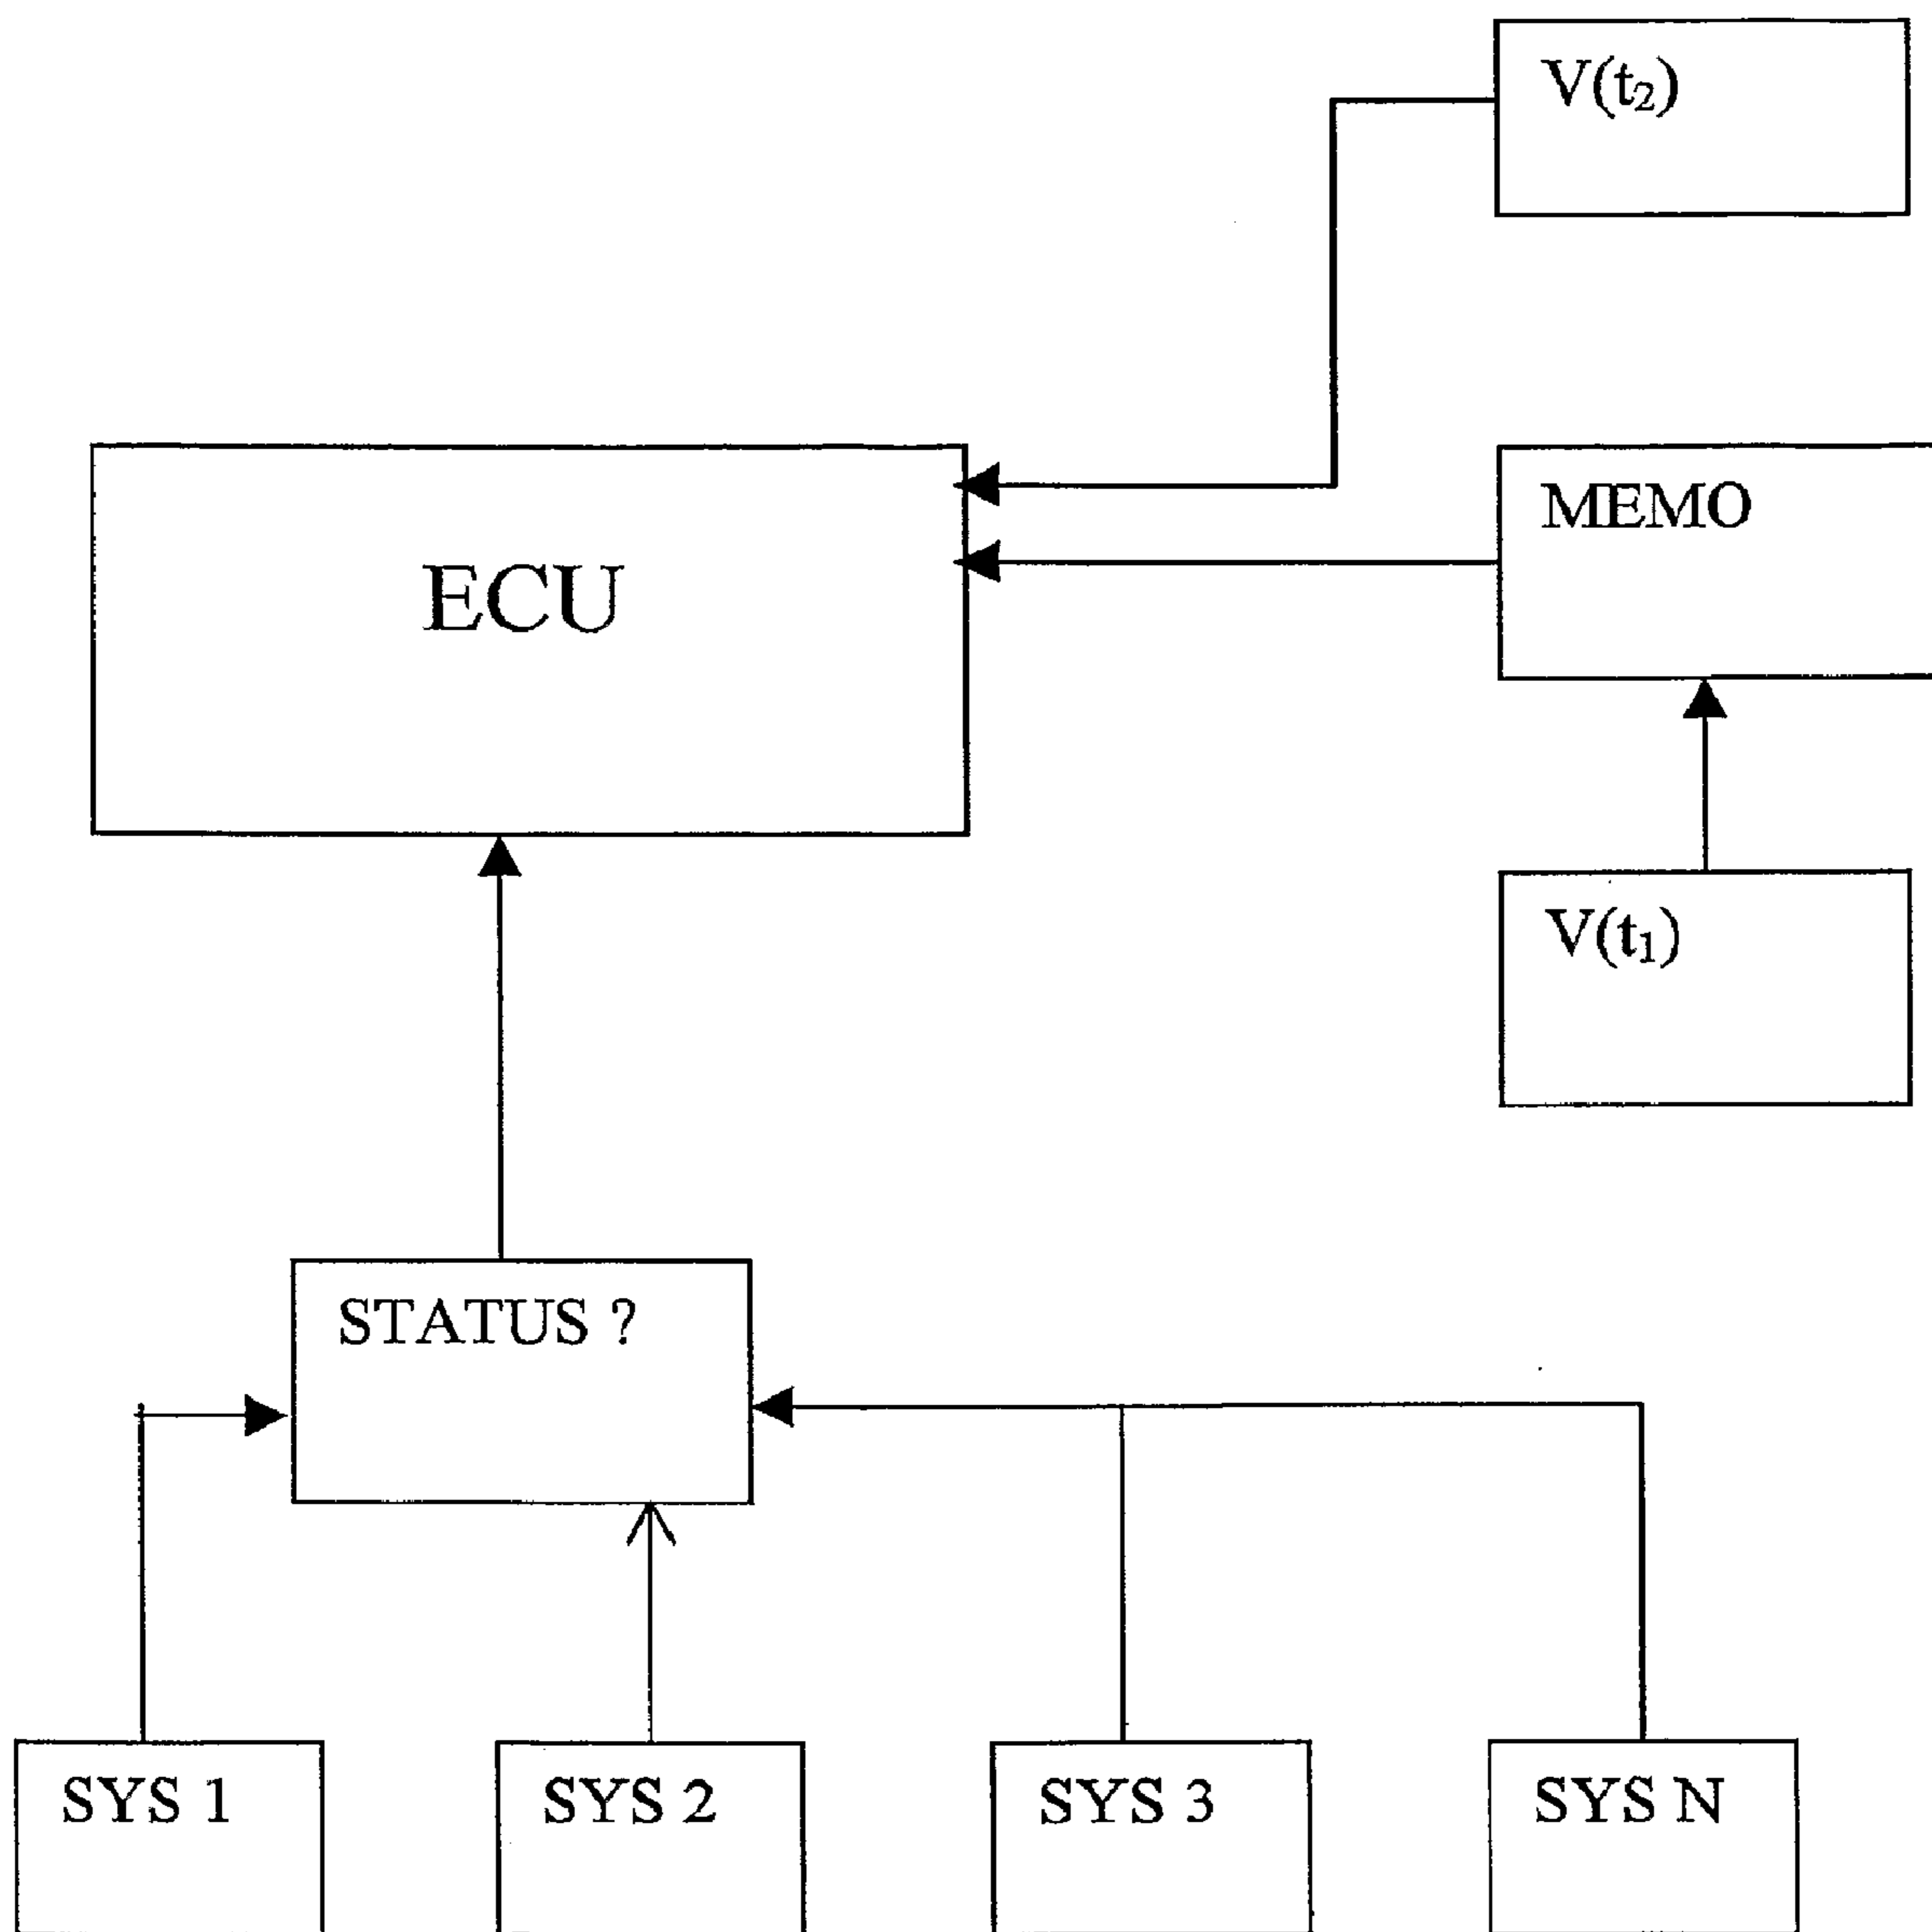 V(t₂)
MEMO
ECU
V(t₁)
STATUS ?
SYS 1
SYS 2
SYS 3
SYS N